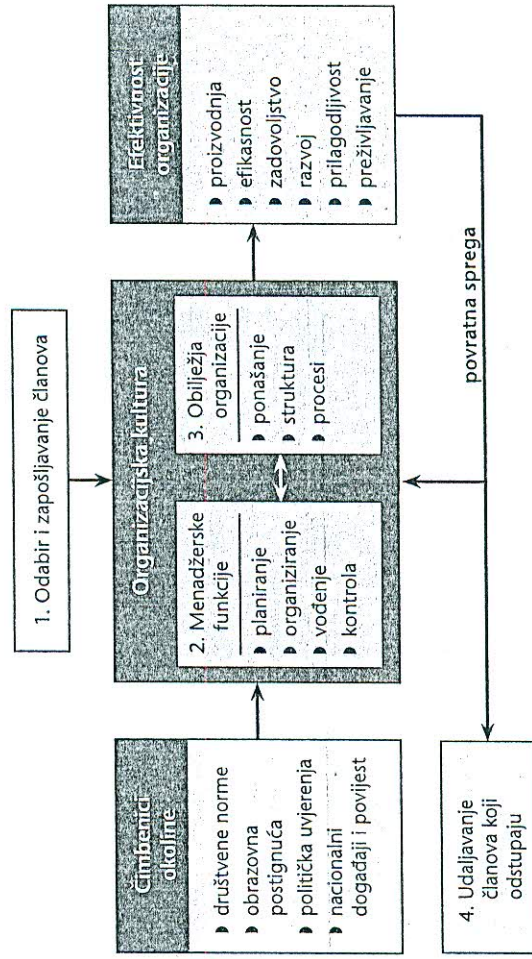 1. Odabir i zapošljavanje članova
Čimbenici
okoline
društvene norme
obrazovna
postignuća
politička uvjerenja
nacionalni
događaji i povijest
Organizacijska kultura
2. Menadžerske
funkcije
planiranje
organiziranje
vođenje
kontrola
3. Obilježja
organizacije
ponašanje
struktura
procesi
Efektivnost
organizacije
proizvodnja
efikasnost
zadovoljstvo
razvoj
prilagodljivost
preživljavanje
povratna sprega
4. Udaljavanje
članova koji
odstupaju